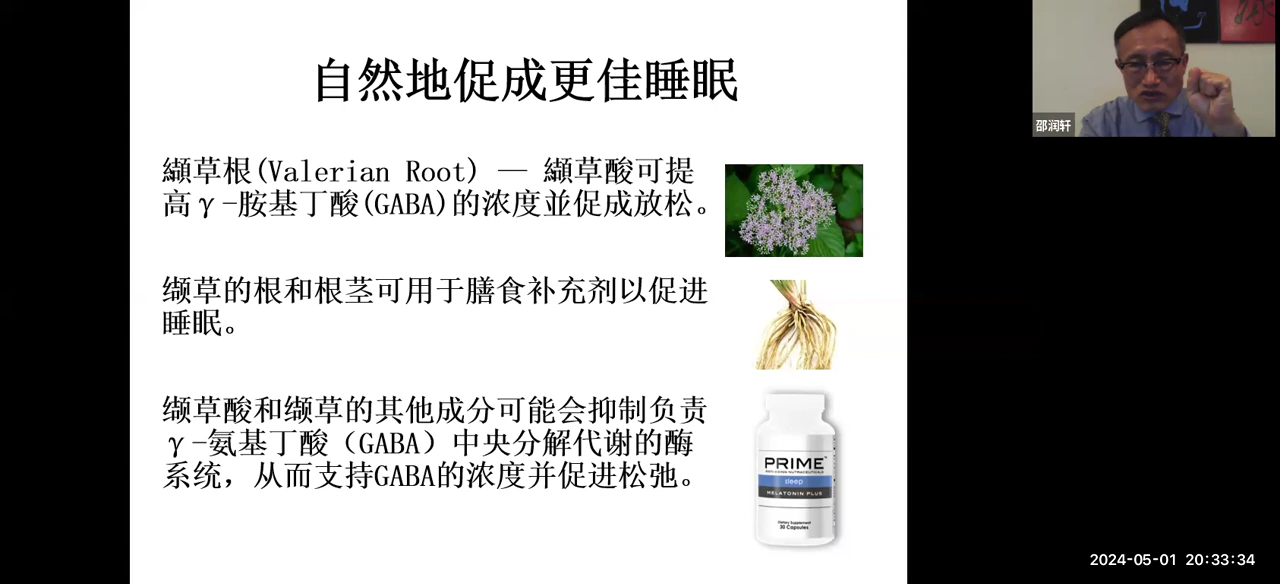 自然地促成更佳睡眠
纈草根(Valerian Root) — 纈草酸可提
高γ-胺基丁酸(GABA)的浓度並促成放松。
缬草的根和根茎可用于膳食补充剂以促进
睡眠。
缬草酸和缬草的其他成分可能会抑制负责
γ-氨基丁酸（GABA）中央分解代谢的酶
系统，从而支持GABA的浓度并促进松弛。
PRIME™
sleep
MELATONIN PLUS
Dietary Supplement
30 Capsules
邵润轩
2024-05-01 20:33:34